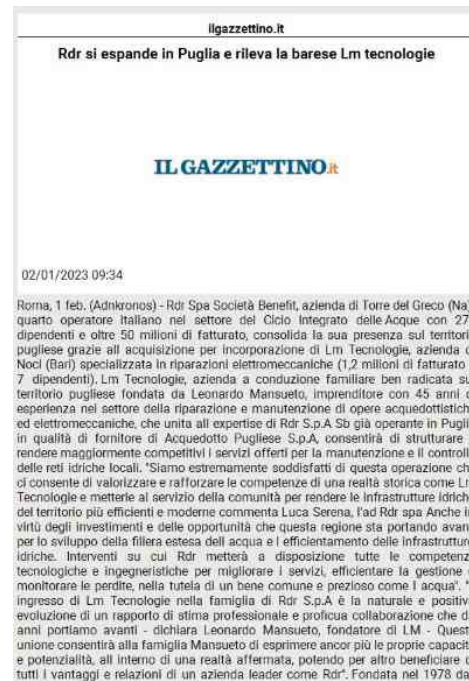 ilgazzettino.it
Rdr si espande in Puglia e rileva la barese Lm tecnologie
IL GAZZETTINO.it
02/01/2023 09:34
Roma, 1 feb. (Adnkronos) - Rdr Spa Società Benefit, azienda di Torre del Greco (Na)
quarto operatore italiano nel settore del Ciclo Integrato delle Acque con 27
dipendenti e oltre 50 milioni di fatturato, consolida la sua presenza sul territori
pugliese grazie all acquisizione per incorporazione di Lm Tecnologie, azienda d
Noci (Bari) specializzata in riparazioni elettromeccaniche (1,2 milioni di fatturato
7 dipendenti). Lm Tecnologie, azienda a conduzione familiare ben radicata su
territorio pugliese fondata da Leonardo Mansueto, imprenditore con 45 anni d
esperienza nel settore della riparazione e manutenzione di opere acquedottistich
ed elettromeccaniche, che unita all expertise di Rdr S.p.A Sb già operante in Pugli
in qualità di fornitore di Acquedotto Pugliese S.p.A, consentirà di strutturare
rendere maggiormente competitivi i servizi offerti per la manutenzione e il controll
delle reti idriche locali. "Siamo estremamente soddisfatti di questa operazione ch
ci consente di valorizzare e rafforzare le competenze di una realtà storica come Lm
Tecnologie e metterle al servizio della comunità per rendere le infrastrutture idrich
del territorio più efficienti e moderne commenta Luca Serena, l'ad Rdr spa Anche in
virtù degli investimenti e delle opportunità che questa regione sta portando avant
per lo sviluppo della filiera estesa dell acqua e l efficientamento delle infrastruttur
idriche. Interventi su cui Rdr metterà a disposizione tutte le competenz
tecnologiche e ingegneristiche per migliorare i servizi, efficientare la gestione
monitorare le perdite, nella tutela di un bene comune e prezioso come l acqua". "
ingresso di Lm Tecnologie nella famiglia di Rdr S.p.A è la naturale e positiv
evoluzione di un rapporto di stima professionale e proficua collaborazione che d
anni portiamo avanti - dichiara Leonardo Mansueto, fondatore di LM - Quest
unione consentirà alla famiglia Mansueto di esprimere ancor più le proprie capacit
e potenzialità, all interno di una realtà affermata, potendo per altro beneficiare d
tutti i vantaggi e relazioni di un azienda leader come Rdr". Fondata nel 1978 da